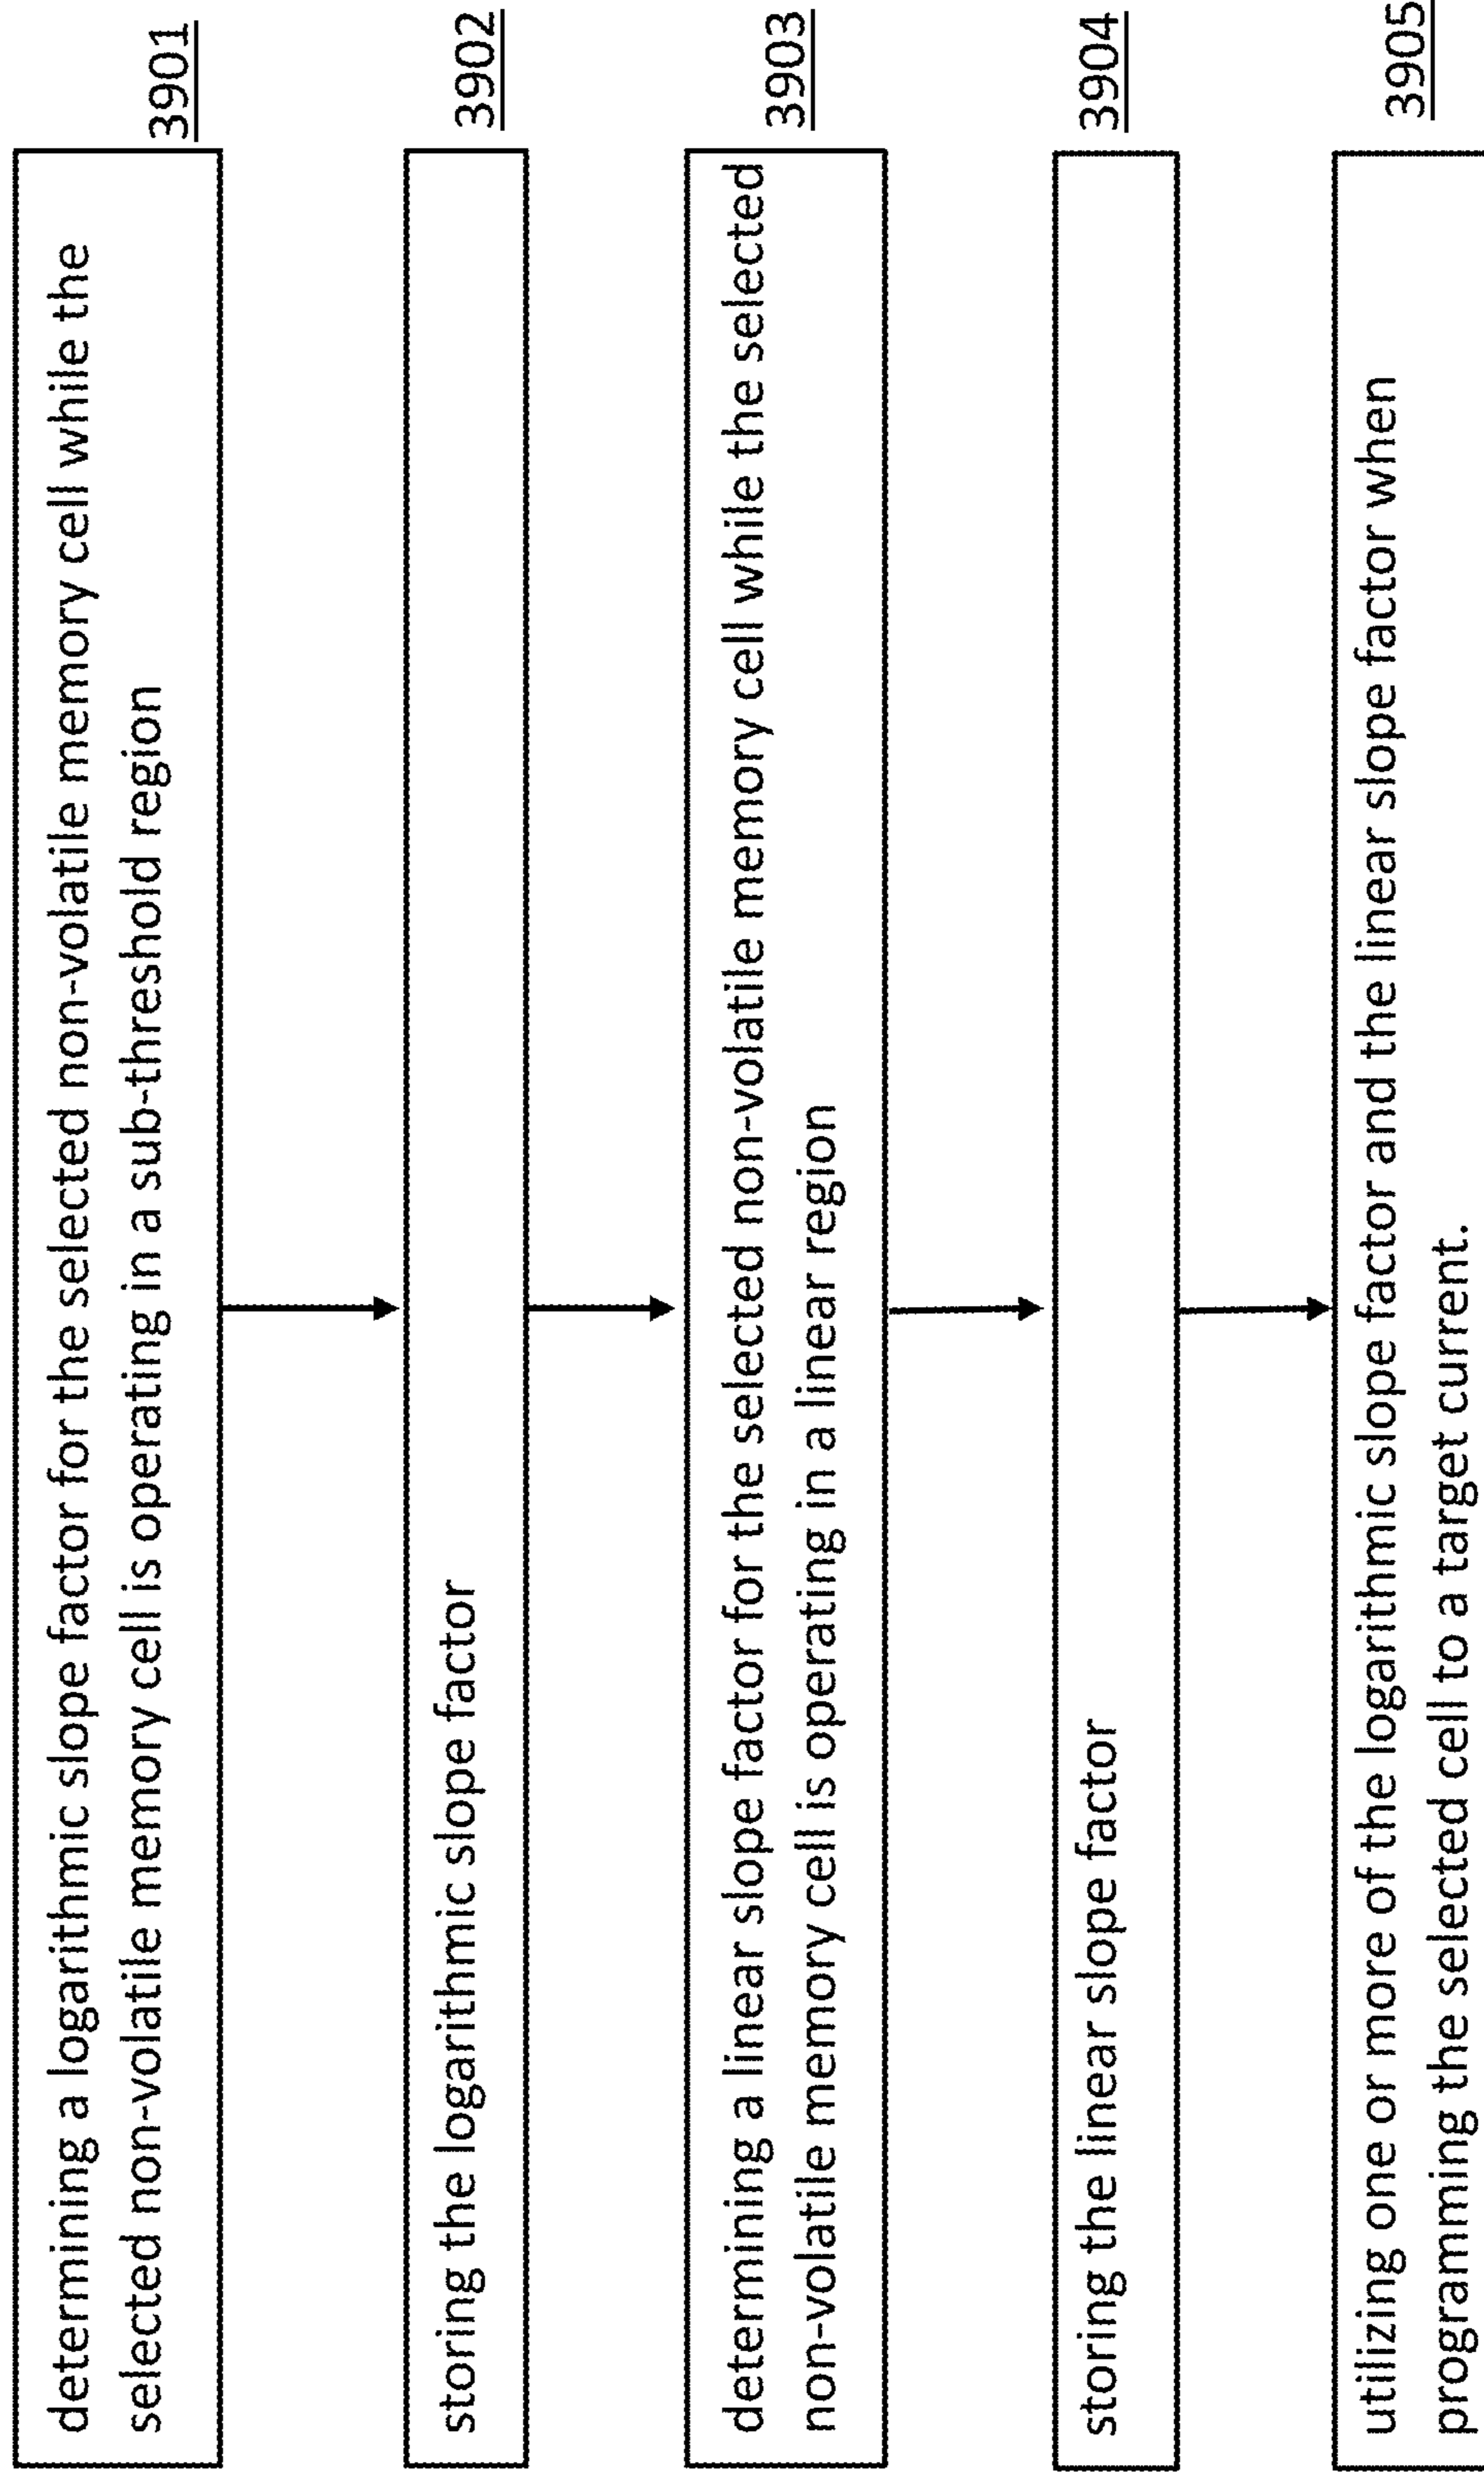 determining a logarithmic slope factor for the selected non-volatile memory cell while the
selected non-volatile memory cell is operating in a sub-threshold region
3901
storing the logarithmic slope factor
3902
determining a linear slope factor for the selected non-volatile memory cell while the selected
non-volatile memory cell is operating in a linear region
3903
storing the linear slope factor
3904
utilizing one or more of the logarithmic slope factor and the linear slope factor when
programming the selected cell to a target current.
3905